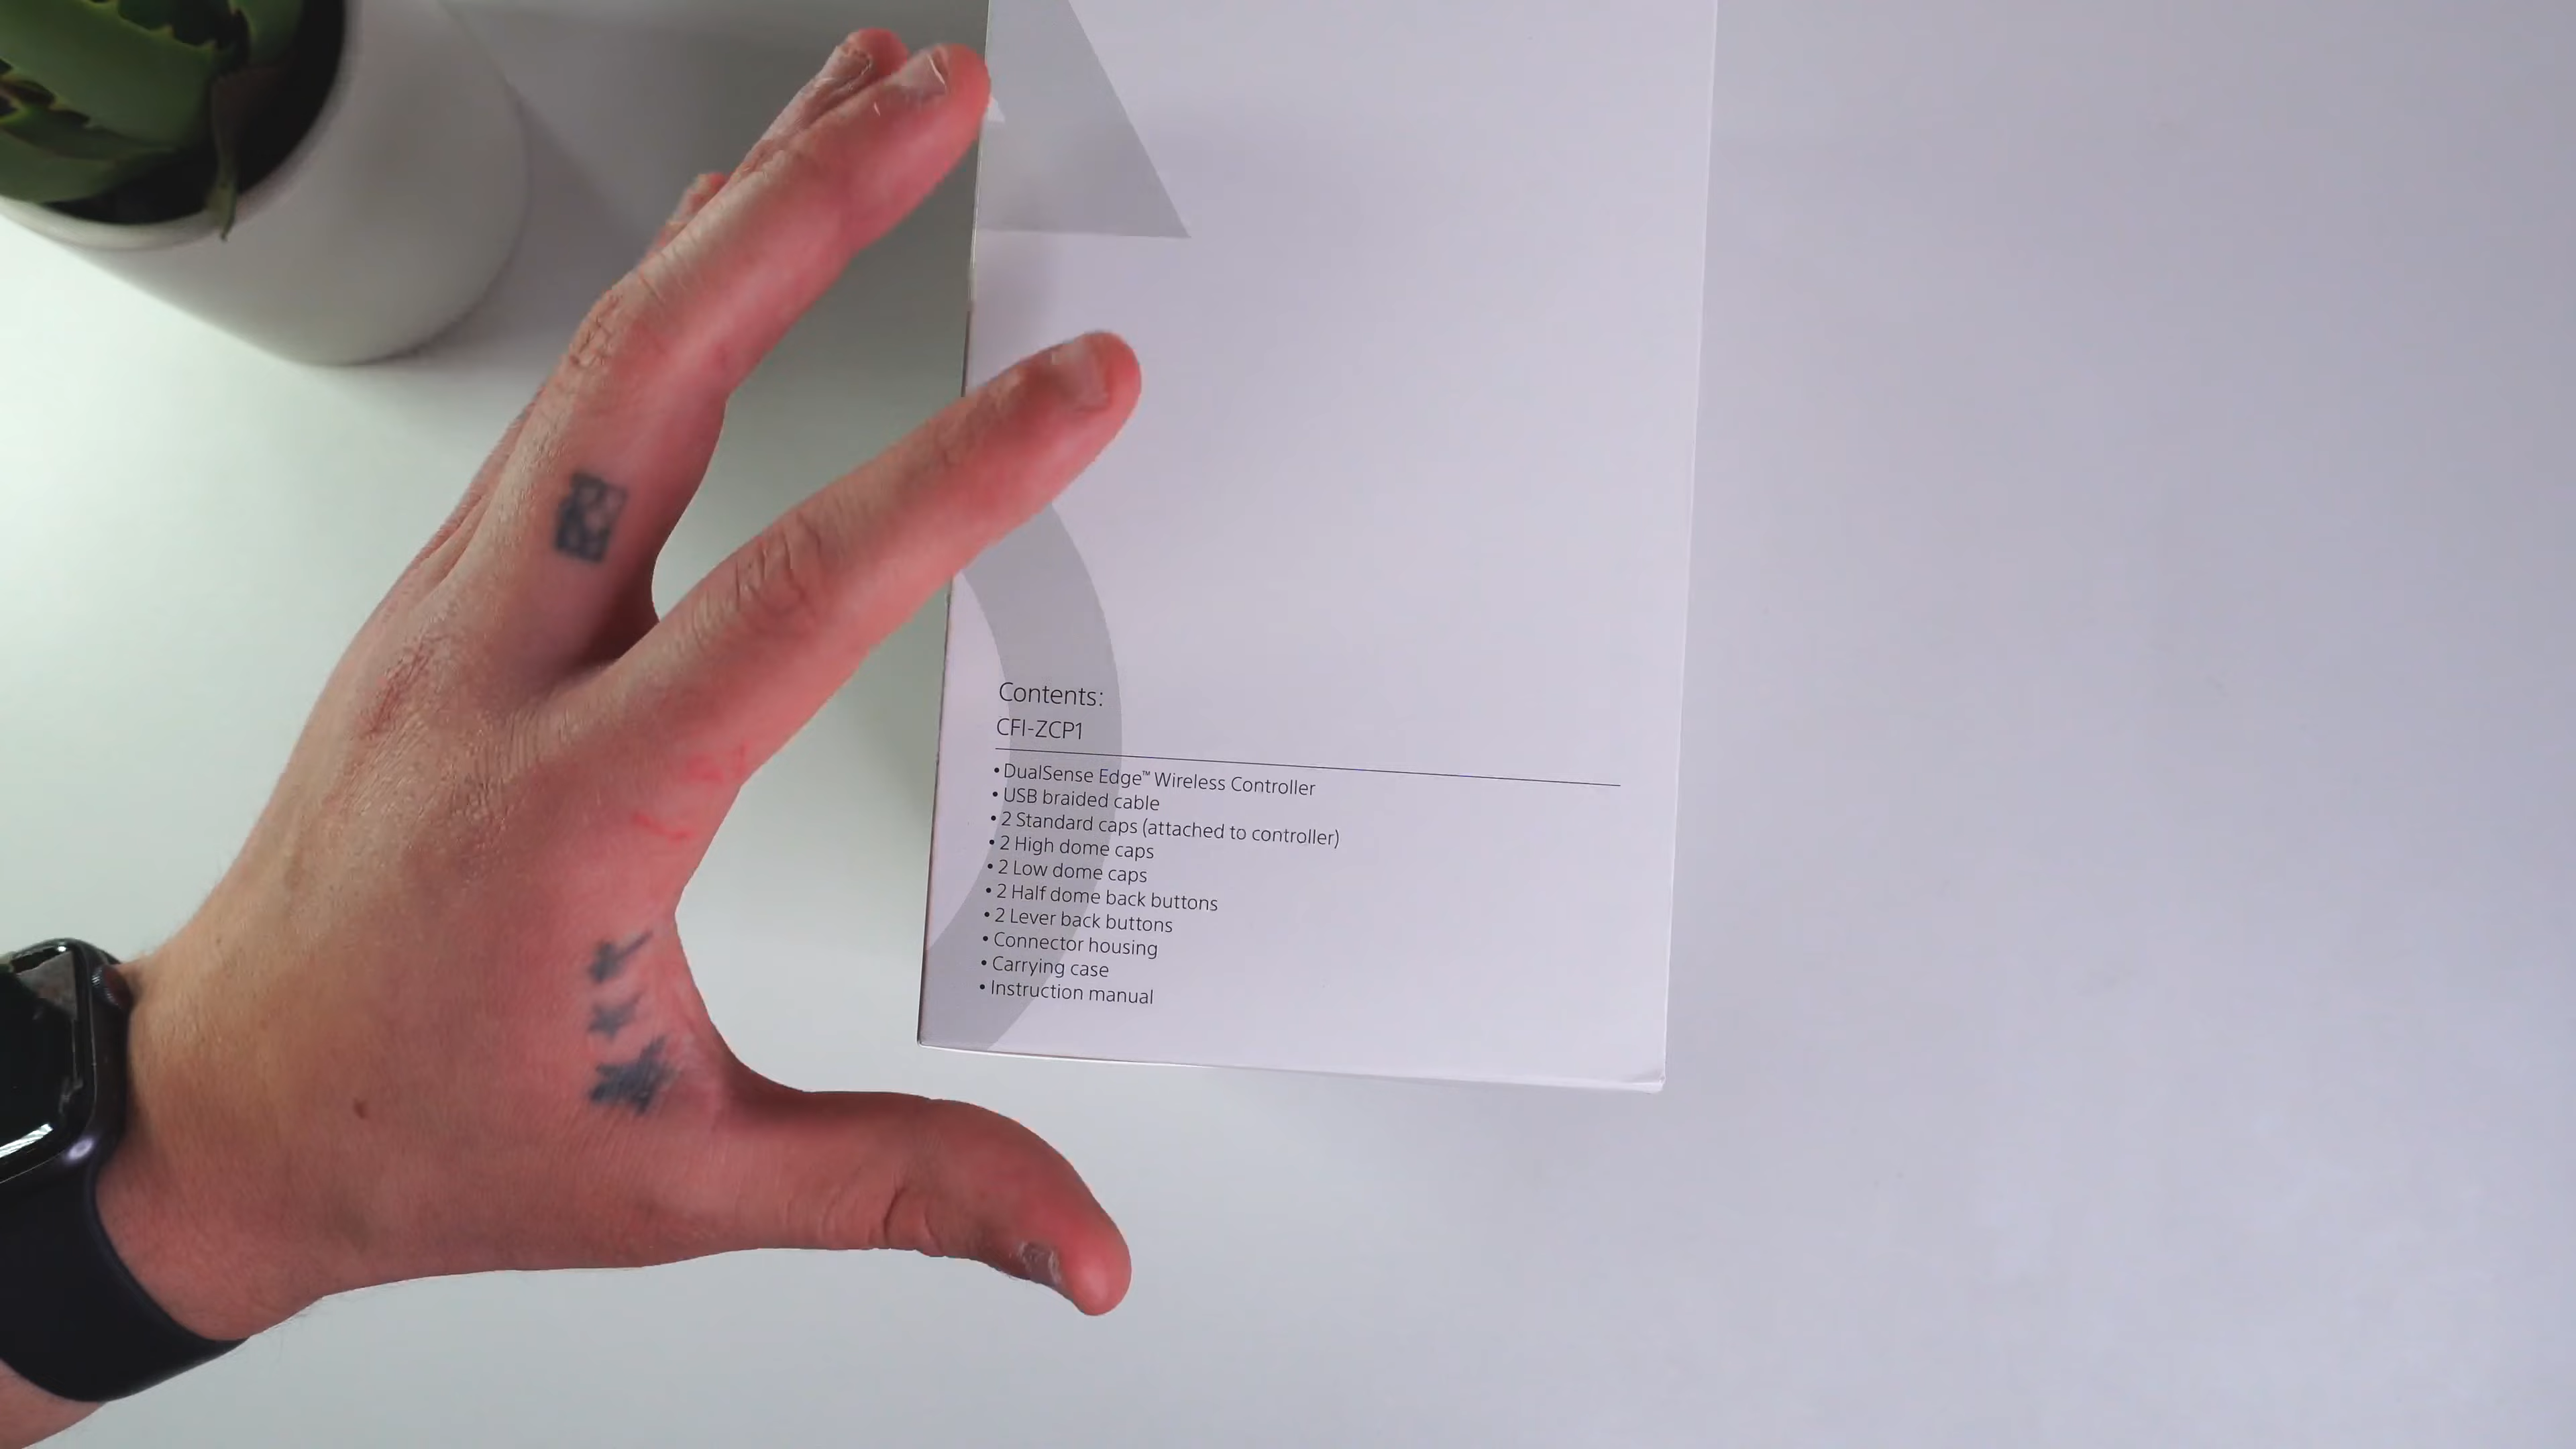 Contents:
CFI-ZCP1
• DualSense Edge™ Wireless Controller
• USB braided cable
• 2 Standard caps (attached to controller)
• 2 High dome caps
• 2 Low dome caps
• 2 Half dome back buttons
• 2 Lever back buttons
• Connector housing
• Carrying case
• Instruction manual